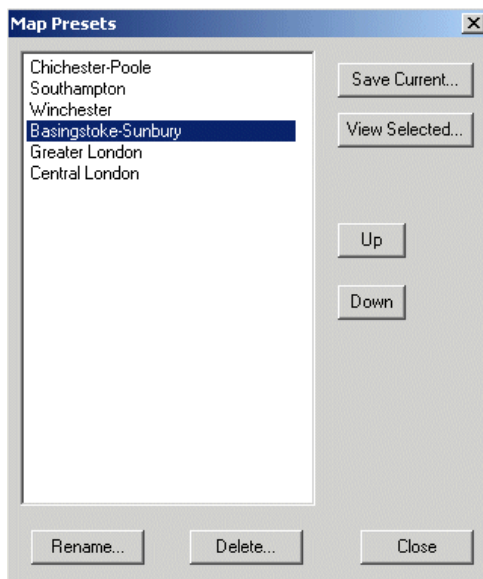 Map Presets
Chichester-Poole
Southampton
Winchester
Basingstoke-Sunbury
Greater London
Central London
Save Current...
View Selected...
Up
Down
Rename...
Delete...
Close